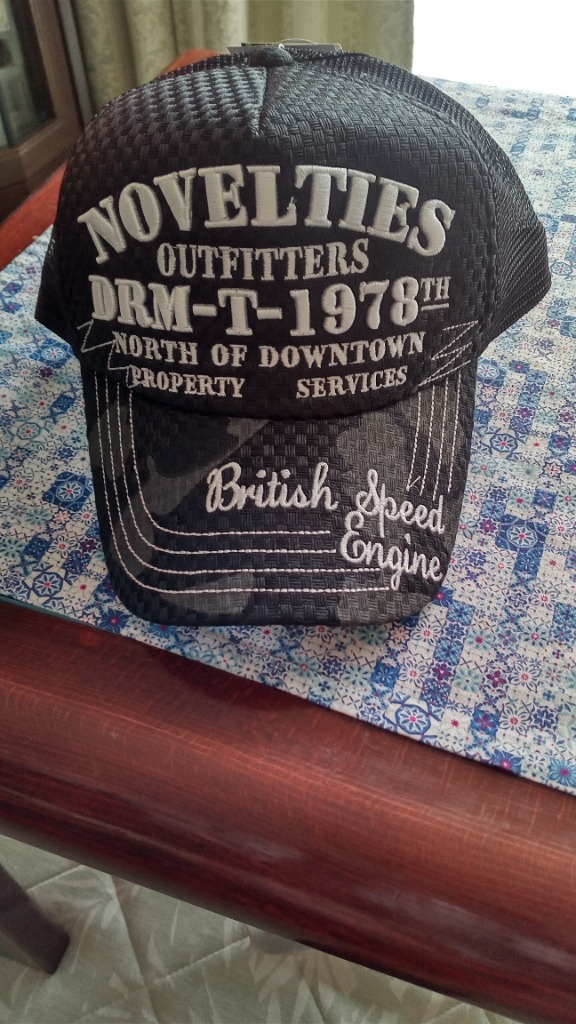 NOVELTIES
OUTFITTERS
DRM-T-1978TH
NORTH OF DOWNTOWN
PROPERTY SERVICES
British Speed
Engine